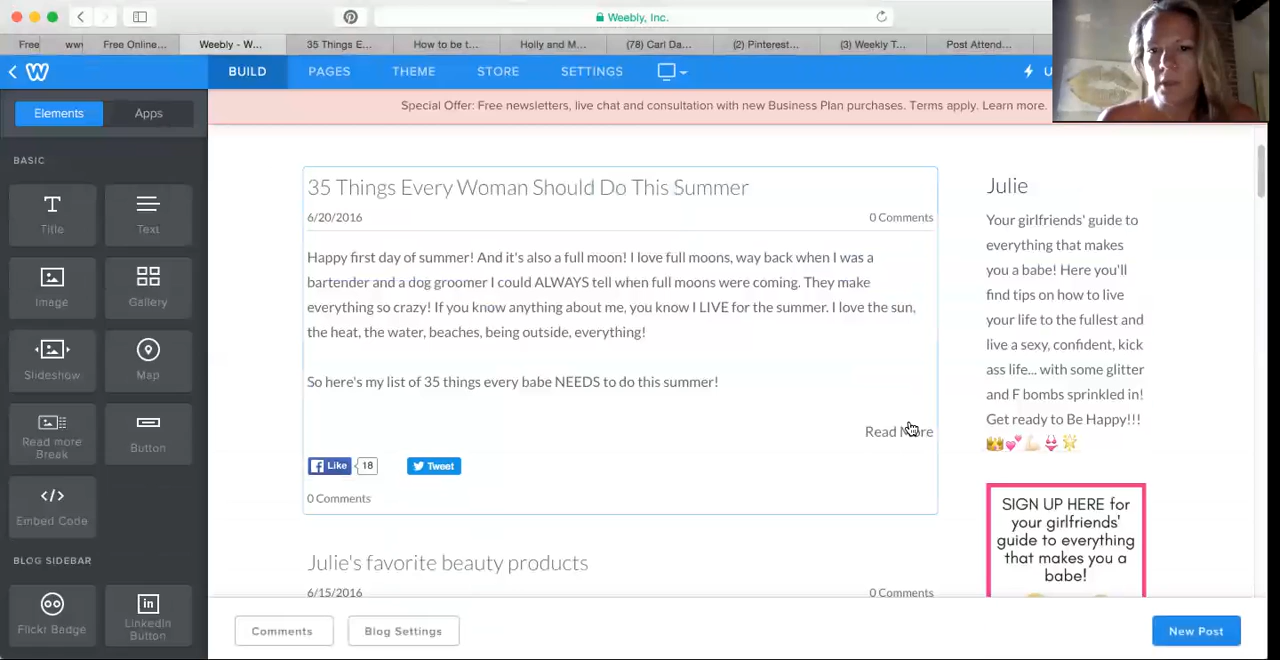 Weebly, Inc.
Free
ww
Free Online...
Weebly - W...
35 Things E...
How to be t...
Holly and M...
(78) Carl Da...
(2) Pinterest...
(3) Weekly T...
Post Attend...
BUILD
PAGES
THEME
STORE
SETTINGS
U
Elements
Apps
Special Offer: Free newsletters, live chat and consultation with new Business Plan purchases. Terms apply. Learn more.
BASIC
Title
Text
Image
Gallery
Slideshow
Map
Read more
Break
Button
Embed Code
BLOG SIDEBAR
Flickr Badge
LinkedIn
Button
35 Things Every Woman Should Do This Summer
6/20/2016
0 Comments
Happy first day of summer! And it's also a full moon! I love full moons, way back when I was a
bartender and a dog groomer I could ALWAYS tell when full moons were coming. They make
everything so crazy! If you know anything about me, you know I LIVE for the summer. I love the sun,
the heat, the water, beaches, being outside, everything!
So here's my list of 35 things every babe NEEDS to do this summer!
Read More
Like
18
Tweet
0 Comments
Julie's favorite beauty products
6/15/2016
0 Comments
Julie
Your girlfriends' guide to
everything that makes
you a babe! Here you'll
find tips on how to live
your life to the fullest and
live a sexy, confident, kick
ass life... with some glitter
and F bombs sprinkled in!
Get ready to Be Happy!!!
SIGN UP HERE for
your girlfriends'
guide to everything
that makes you a
babe!
Comments
Blog Settings
New Post